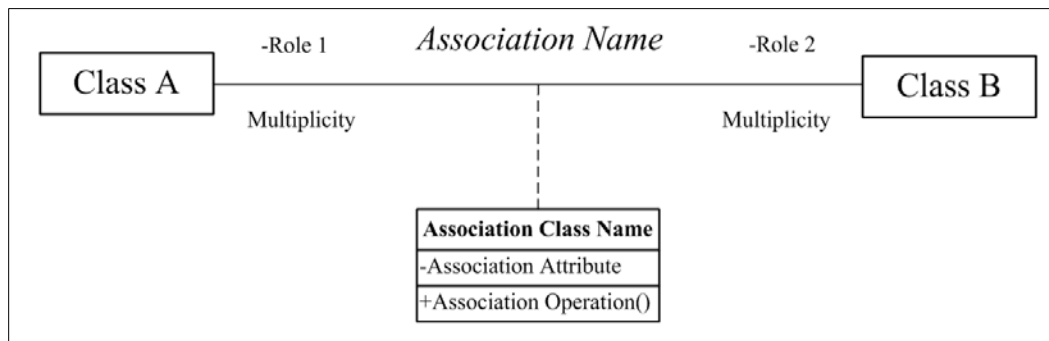 -Role 1
Association Name
-Role 2
Class A
Class B
Multiplicity
Multiplicity
Association Class Name
-Association Attribute
+Association Operation()